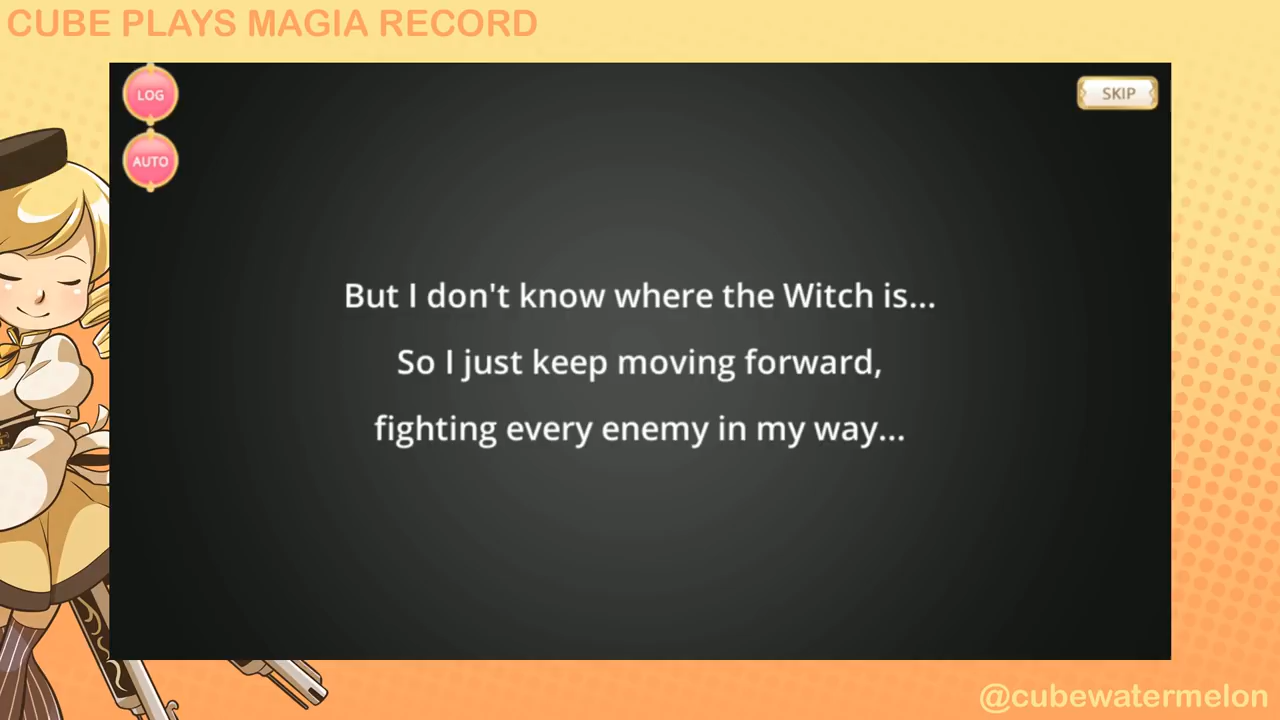 CUBE PLAYS MAGIA RECORD
LOG
SKIP
AUTO
But I don't know where the Witch is...
So I just keep moving forward,
fighting every enemy in my way...
@cubewatermelon